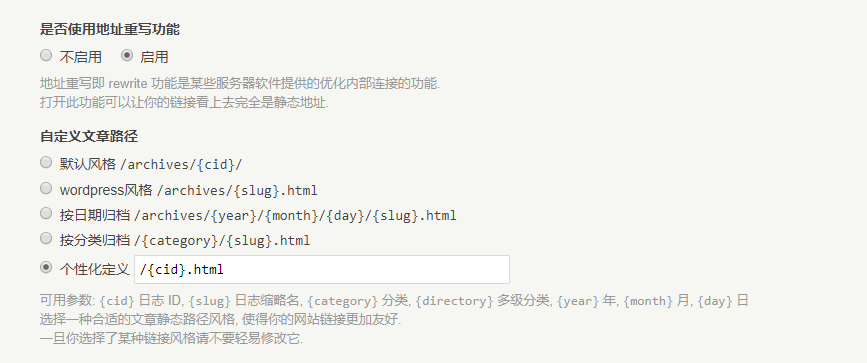 是否使用地址重写功能
不启用 启用
地址重写即 rewrite 功能是某些服务器软件提供的优化内部连接的功能.
打开此功能可以让你的链接看上去完全是静态地址.
自定义文章路径
默认风格 /archives/{cid}/
wordpress风格 /archives/{slug}.html
按日期归档 /archives/{year}/{month}/{day}/{slug}.html
按分类归档 /{category}/{slug}.html
个性化定义 /{cid}.html
可用参数: {cid} 日志 ID, {slug} 日志缩略名, {category} 分类, {directory} 多级分类, {year} 年, {month} 月, {day} 日
选择一种合适的文章静态路径风格, 使得你的网站链接更加友好.
一旦你选择了某种链接风格请不要轻易修改它.